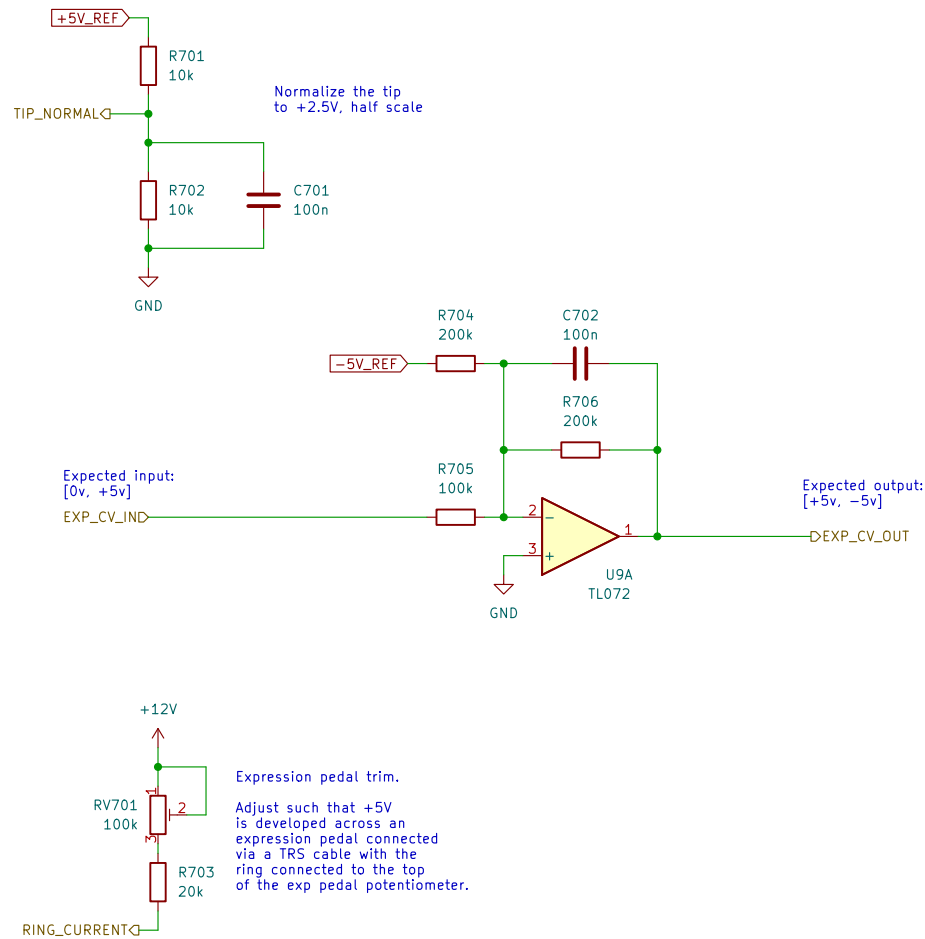 +5V_REF
R701
10k
Normalize the tip
to +2.5V, half scale
TIP_NORMAL
R702
10k
C701
100n
GND
R704
200k
C702
100n
-5V_REF
R706
200k
Expected input:
[0v, +5v]
R705
100k
Expected output:
[+5v, -5v]
EXP_CV_IN
2
-
1
EXP_CV_OUT
3
+
U9A
TL072
GND
+12V
Expression pedal trim.
1
RV701
100k
2
3
Adjust such that +5V
is developed across an
expression pedal connected
via a TRS cable with the
ring connected to the top
of the exp pedal potentiometer.
R703
20k
RING_CURRENT